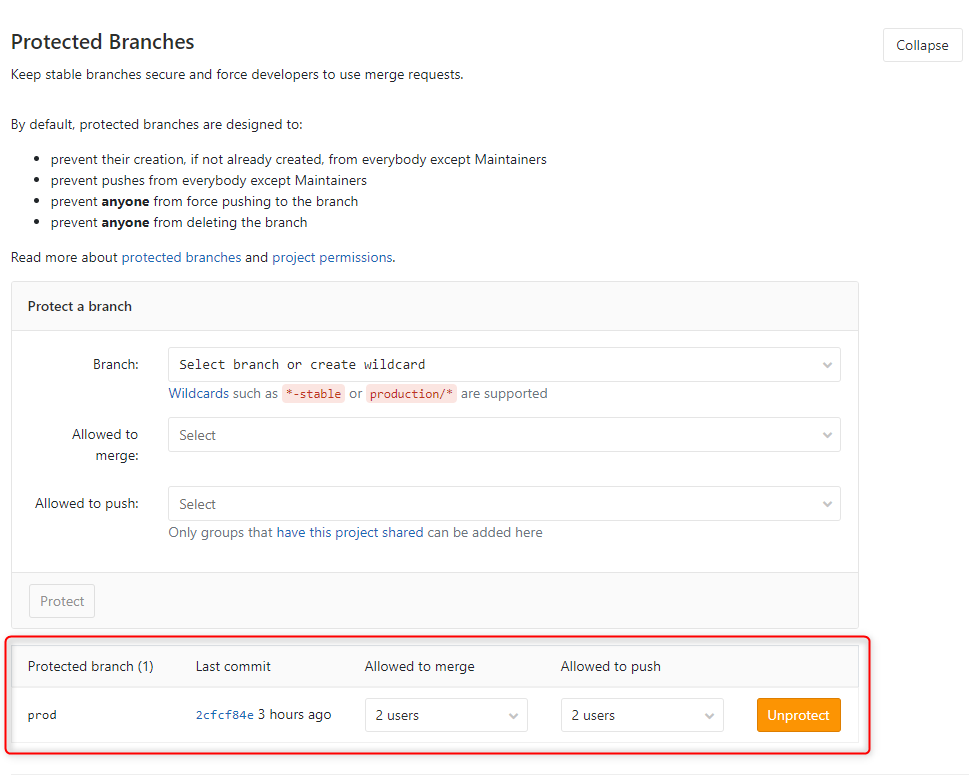 Protected Branches
Collapse
Keep stable branches secure and force developers to use merge requests.
By default, protected branches are designed to:
prevent their creation, if not already created, from everybody except Maintainers
prevent pushes from everybody except Maintainers
prevent anyone from force pushing to the branch
prevent anyone from deleting the branch
Read more about protected branches and project permissions.
Protect a branch
Branch:
Select branch or create wildcard
Wildcards such as *-stable or production/* are supported
Allowed to
merge:
Select
Allowed to push:
Select
Only groups that have this project shared can be added here
Protect
Protected branch (1) Last commit Allowed to merge Allowed to push
prod 2cfcf84e 3 hours ago 2 users 2 users Unprotect